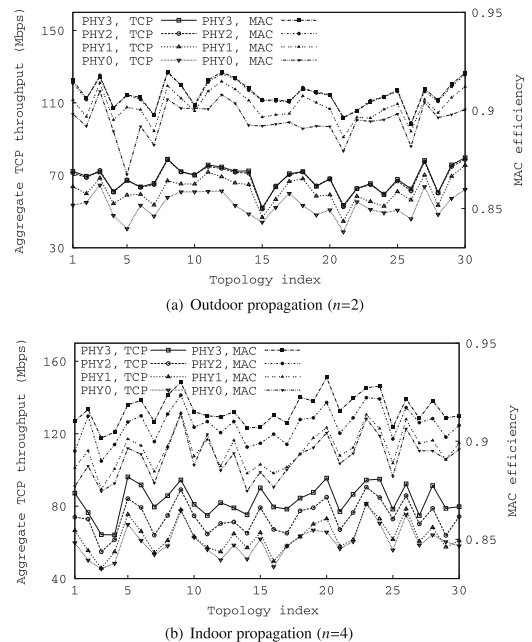 Aggregate TCP throughput (Mbps)
160
110
70
30
PHY3, TCP
PHY2, TCP
PHY1, TCP
PHY0, TCP
PHY3, MAC
PHY2, MAC
PHY1, MAC
PHY0, MAC
0.95
0.9
0.85
MAC efficiency
1 5 10 15 20 25 30
Topology index
(a) Outdoor propagation (n=2)
Aggregate TCP throughput (Mbps)
160
120
80
40
PHY3, TCP
PHY2, TCP
PHY1, TCP
PHY0, TCP
PHY3, MAC
PHY2, MAC
PHY1, MAC
PHY0, MAC
0.95
0.9
0.85
MAC efficiency
1 5 10 15 20 25 30
Topology index
(b) Indoor propagation (n=4)